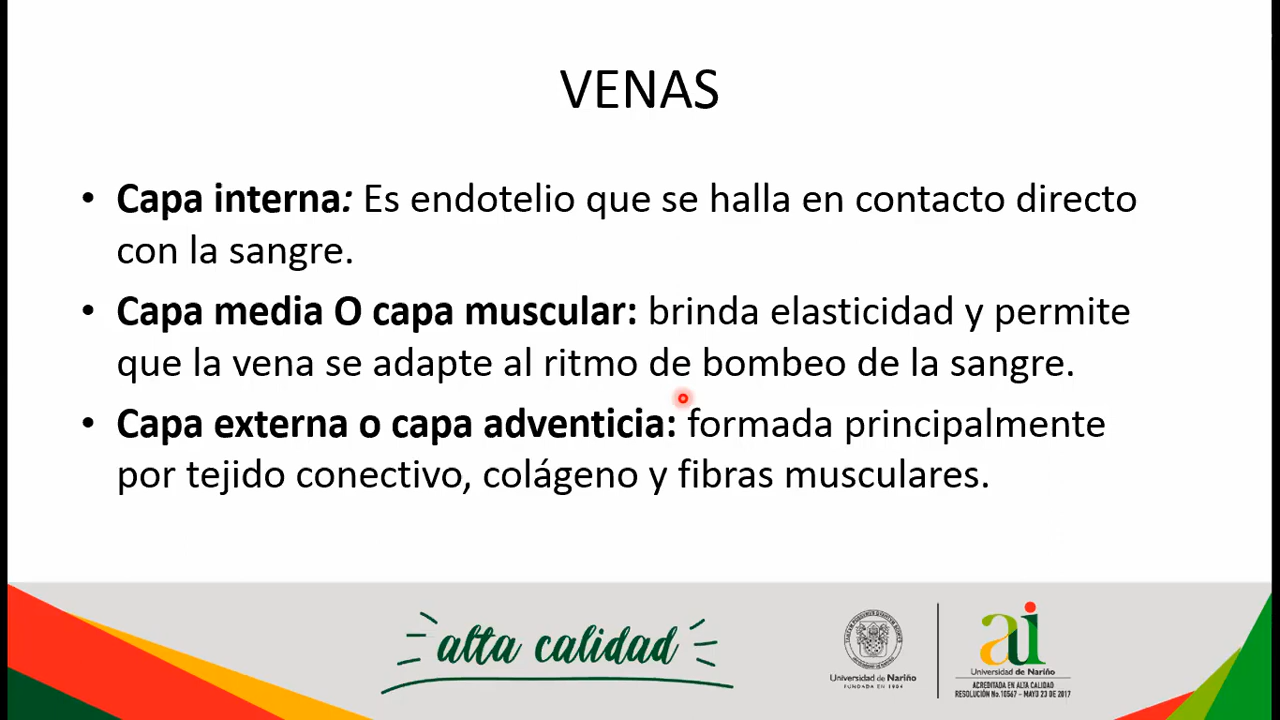 VENAS
• Capa interna: Es endotelio que se halla en contacto directo
con la sangre.
• Capa media O capa muscular: brinda elasticidad y permite
que la vena se adapte al ritmo de bombeo de la sangre.
• Capa externa o capa adventicia: formada principalmente
por tejido conectivo, colágeno y fibras musculares.
alta calidad
Universidad de Nariño
FUNDADA EN 1904
ai
Universidad de Nariño
ACREDITADA EN ALTA CALIDAD
RESOLUCIÓN No.10567 - MAYO 23 DE 2017